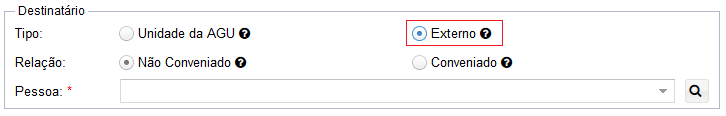 Destinatário
Tipo: Unidade da AGU ? Externo ?
Relação: Não Conveniado ? Conveniado ?
Pessoa: *